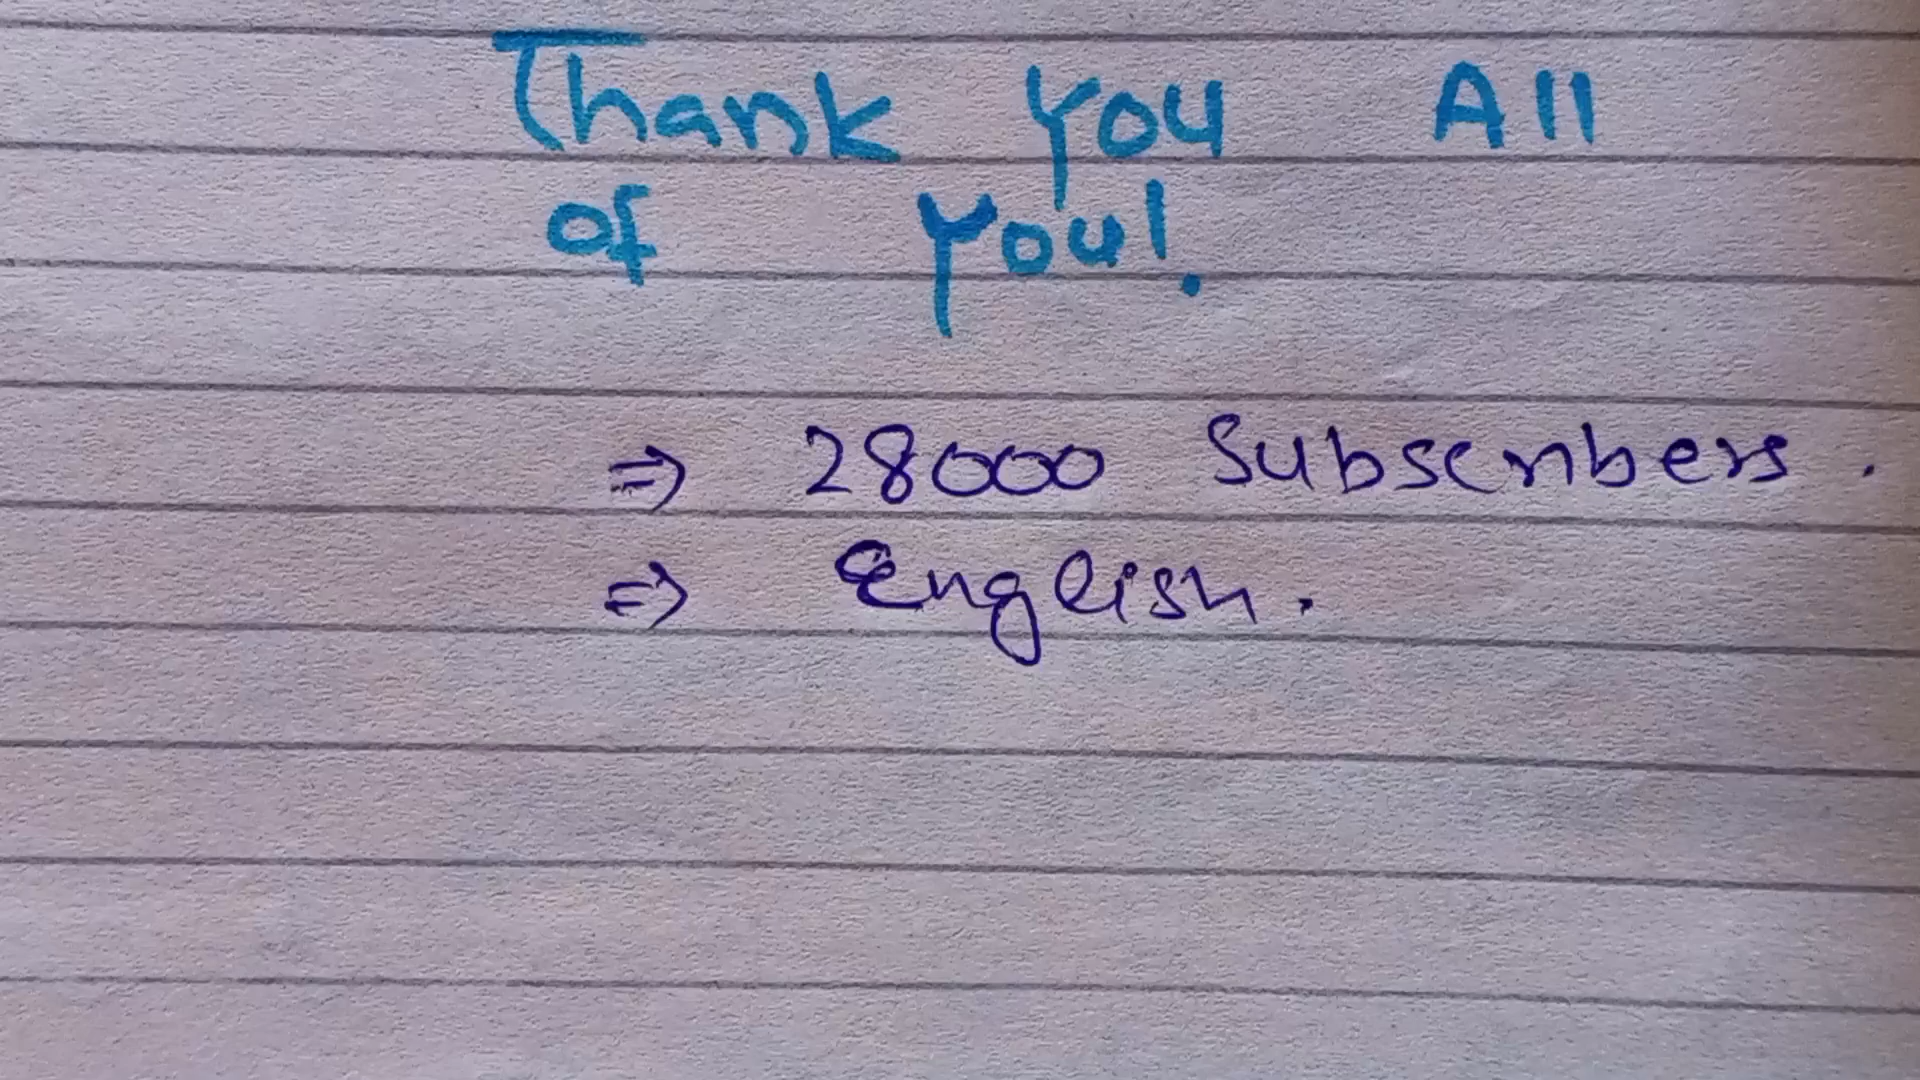 Thank You All
of you!.
⇒ 28000 Subscribers.
⇒ English.